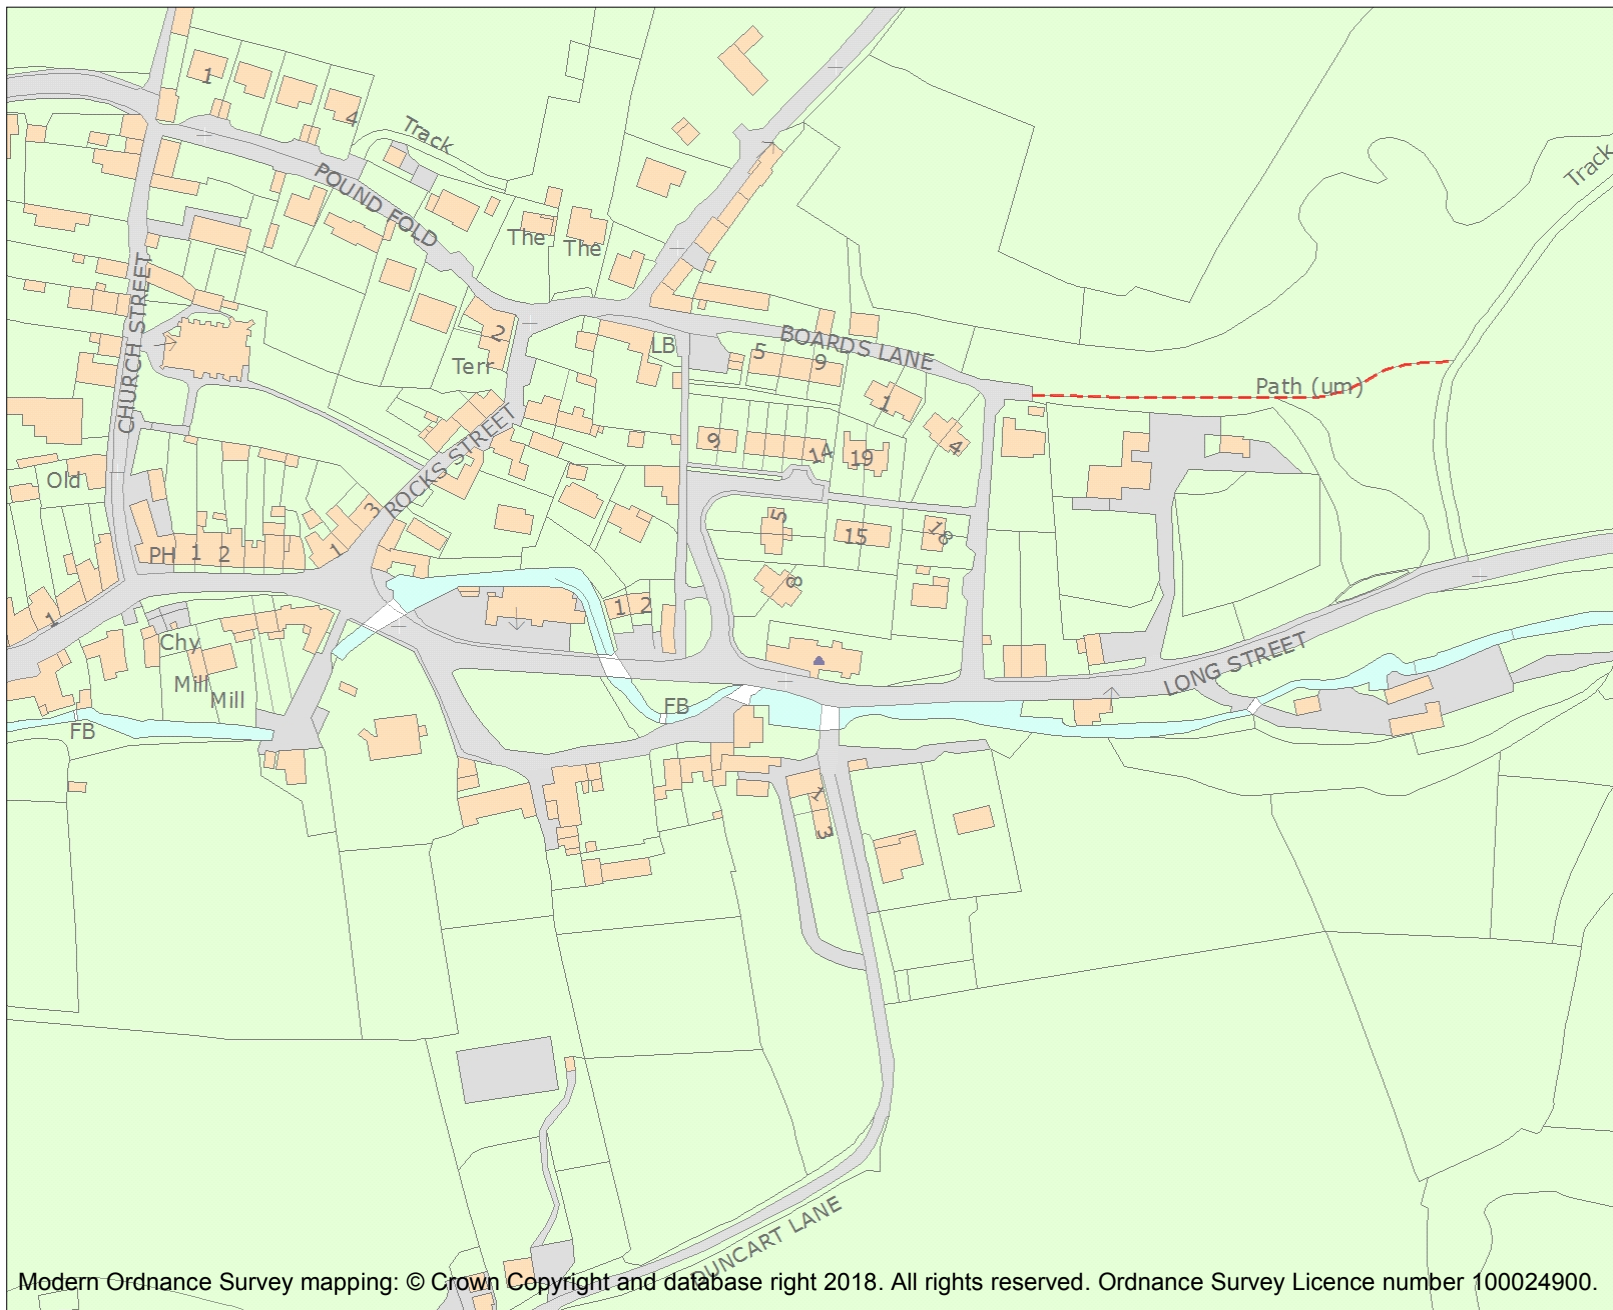 1
4
Track
Track
POUND FOLD
The
The
CHURCH STREET
2
Terr
LB
5
9
BOARDS LANE
Path (um)
1
4
9
14
19
ROCKS STREET
Old
3
1
PH
1
2
5
15
18
8
1
1
2
Chy
Mill
Mill
FB
FB
LONG STREET
1
3
DUNCART LANE
Modern Ordnance Survey mapping: © Crown Copyright and database right 2018. All rights reserved. Ordnance Survey Licence number 100024900.